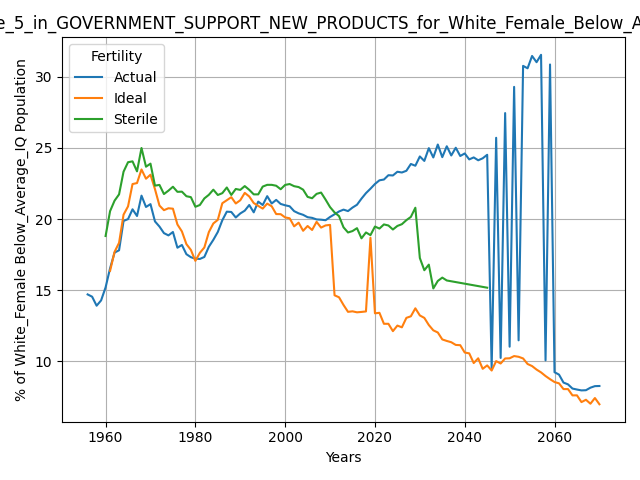 e_5_in_GOVERNMENT_SUPPORT_NEW_PRODUCTS_for_White_Female_Below_A
Fertility
Actual
Ideal
Sterile
% of White_Female Below_Average_IQ Population
30
25
20
15
10
1960
1980
2000
2020
2040
2060
Years